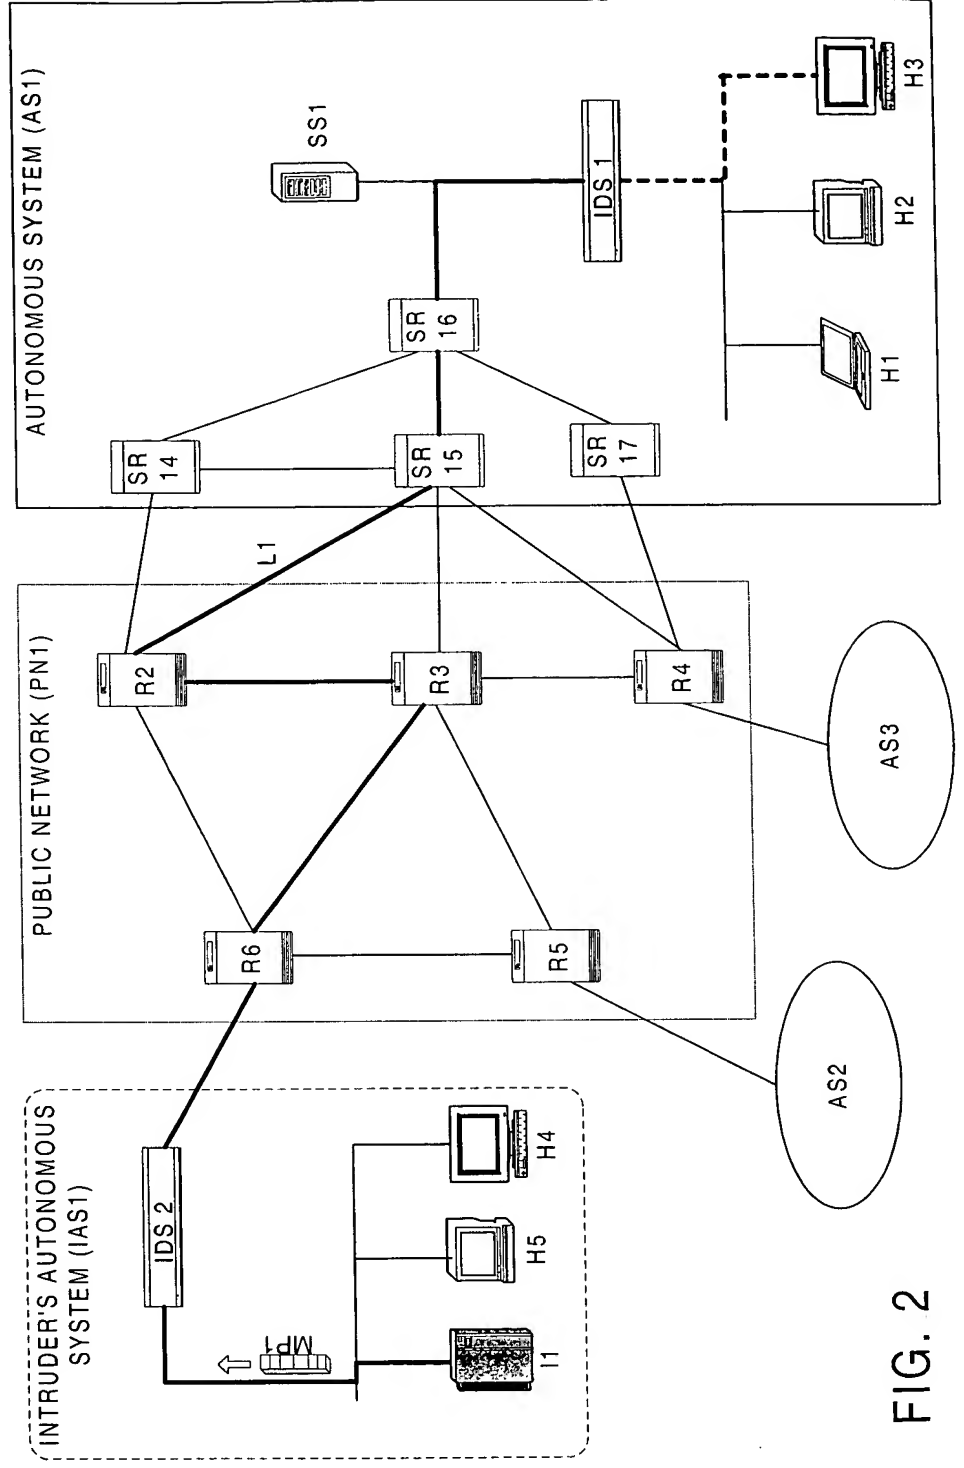 INTRUDER'S AUTONOMOUS
SYSTEM (IAS1)
IDS 2
MP1
I1
H5
H4
PUBLIC NETWORK (PN1)
R6
R5
R2
R3
R4
AS2
AS3
L1
AUTONOMOUS SYSTEM (AS1)
SR
14
SR
15
SR
17
SR
16
SS1
IDS 1
H1
H2
H3
FIG. 2